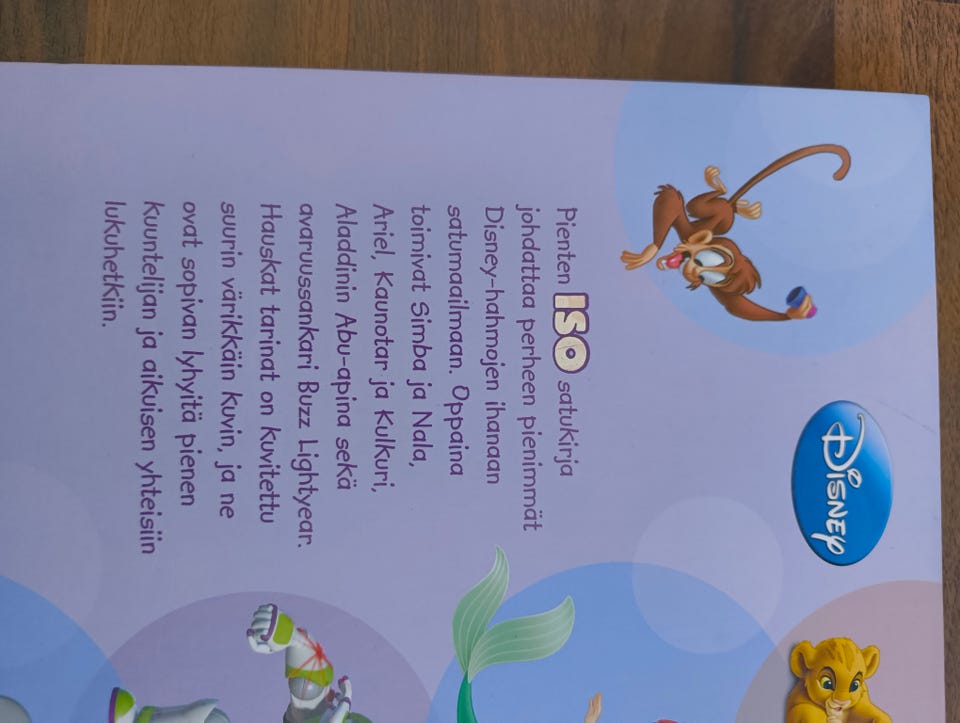 Disney
Pienten ISO satukirja
johdattaa perheen pienimmät
Disney-hahmojen ihanaan
satumaailmaan. Oppaina
toimivat Simba ja Nala,
Ariel, Kaunotar ja Kulkuri,
Aladdinin Abu-apina sekä
avaruussankari Buzz Lightyear.
Hauskat tarinat on kuvitettu
suurin värikkäin kuvin, ja ne
ovat sopivan lyhyitä pienen
kuuntelijan ja aikuisen yhteisiin
lukuhetkiin.